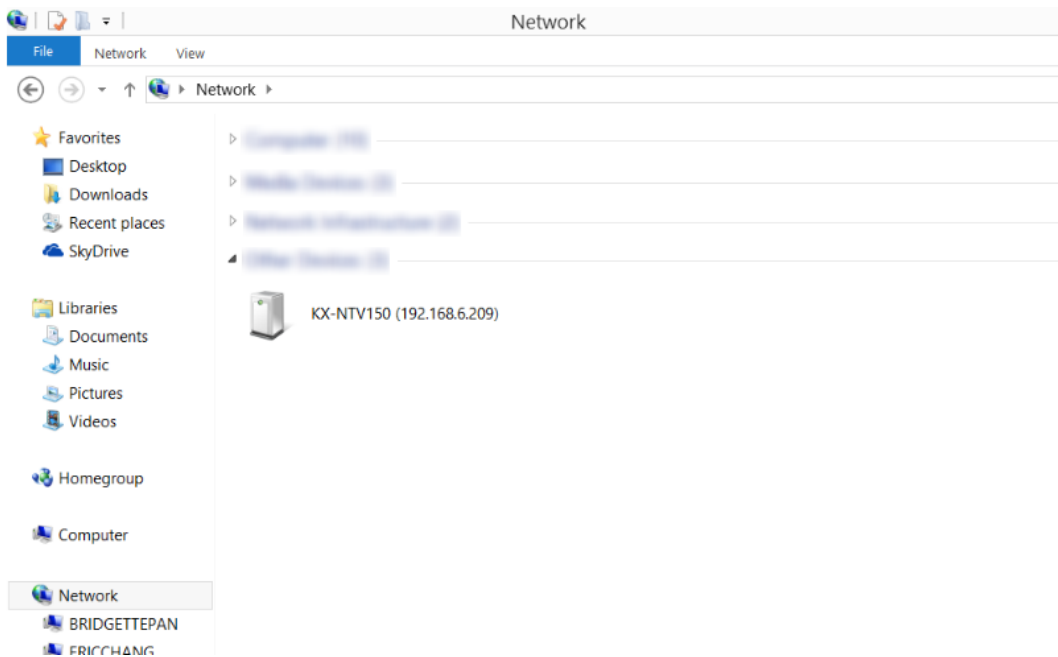 Network
File Network View
Network
Favorites
Desktop
Downloads
Recent places
SkyDrive
Libraries
Documents
Music
Pictures
Videos
Homegroup
Computer
Network
BRIDGETTEPAN
ERICCHANG
KX-NTV150 (192.168.6.209)